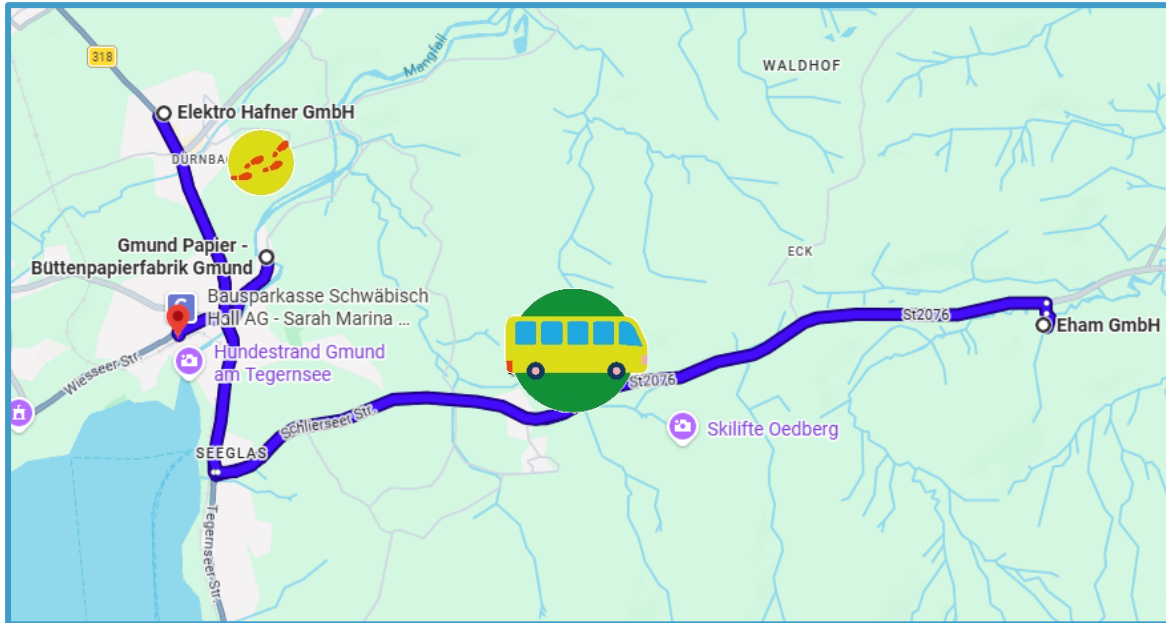 318
Mangfall
WALDHOF
Elektro Hafner GmbH
DÜRNBA
Gmund Papier -
Büttenpapierfabrik Gmund
ECK
Bausparkasse Schwäbisch
Hall AG - Sarah Marina ...
St2076
Eham GmbH
Wiesseer Str.
Hundestrand Gmund
am Tegernsee
St2076
Schlierseer Str.
Skilifte Oedberg
SEEGLAS
Tegernseer Str.